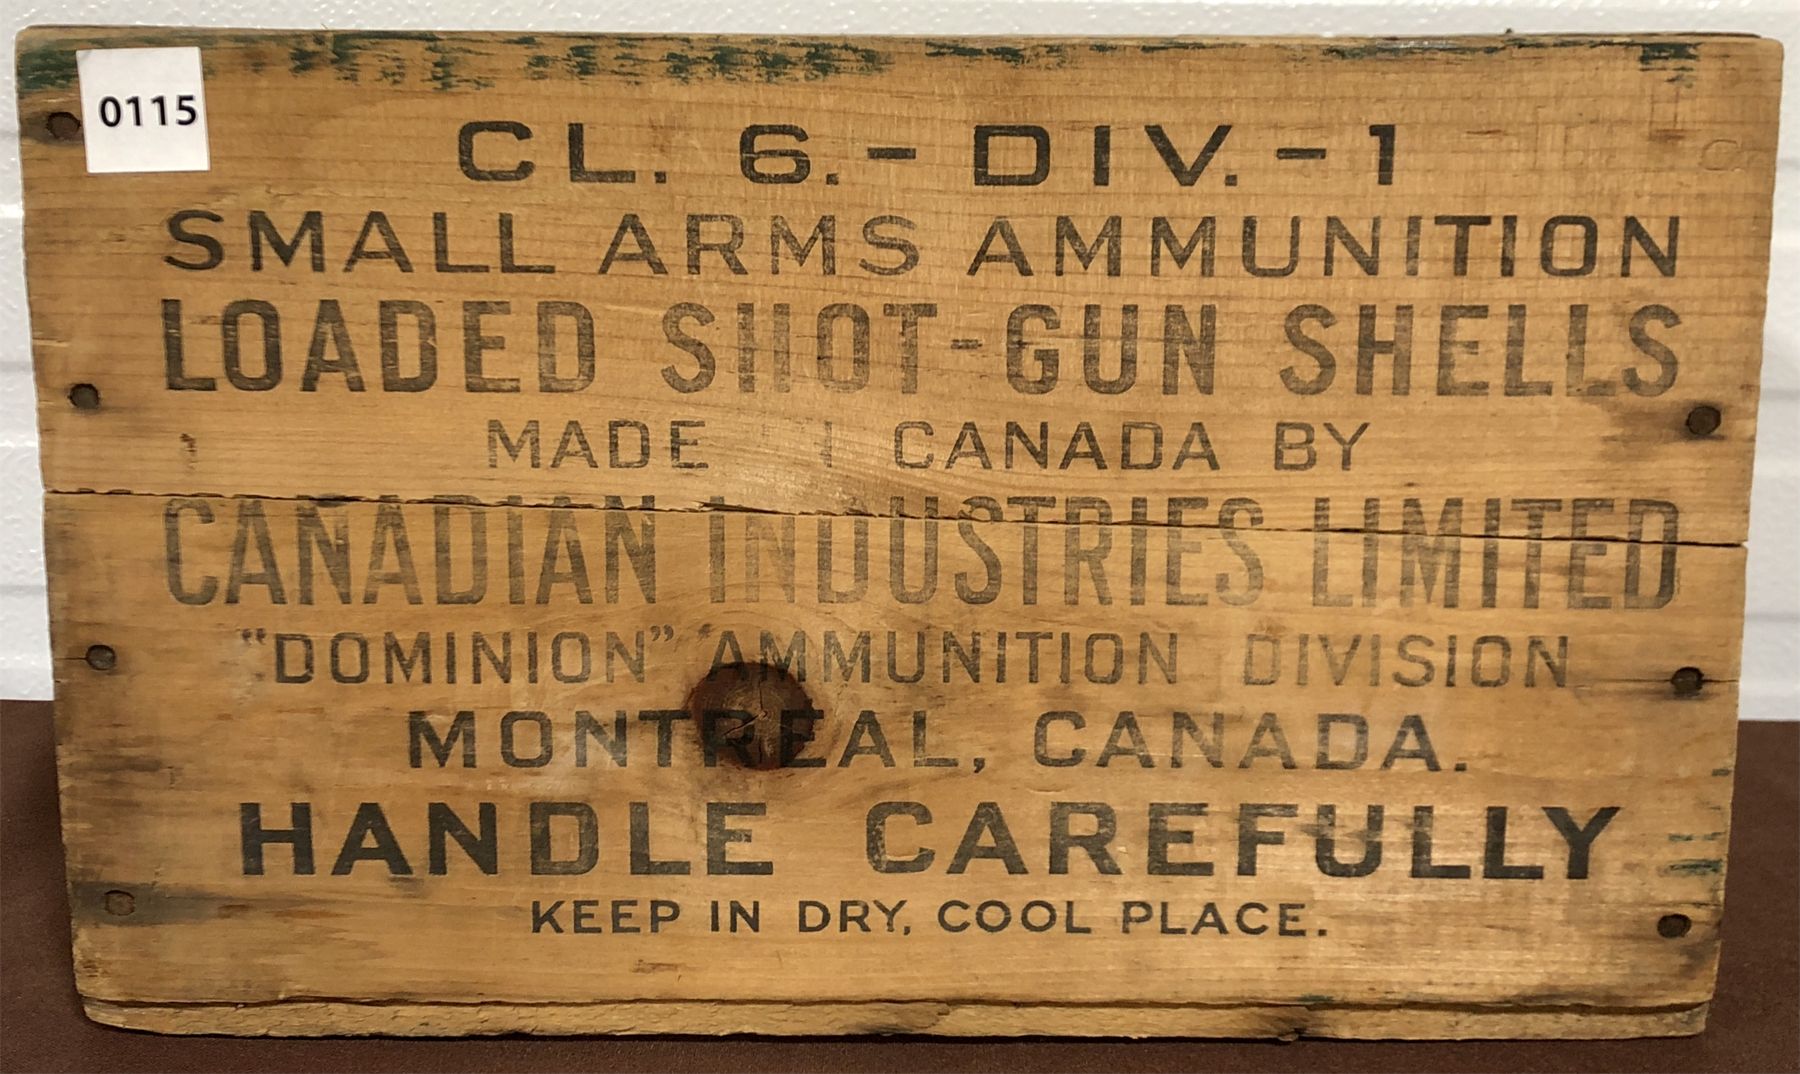 0115
CL. 6. - DIV. - 1
SMALL ARMS AMMUNITION
LOADED SHOT-GUN SHELLS
MADE CANADA BY
CANADIAN INDUSTRIES LIMITED
"DOMINION" AMMUNITION DIVISION
MONTREAL, CANADA.
HANDLE CAREFULLY
KEEP IN DRY, COOL PLACE.